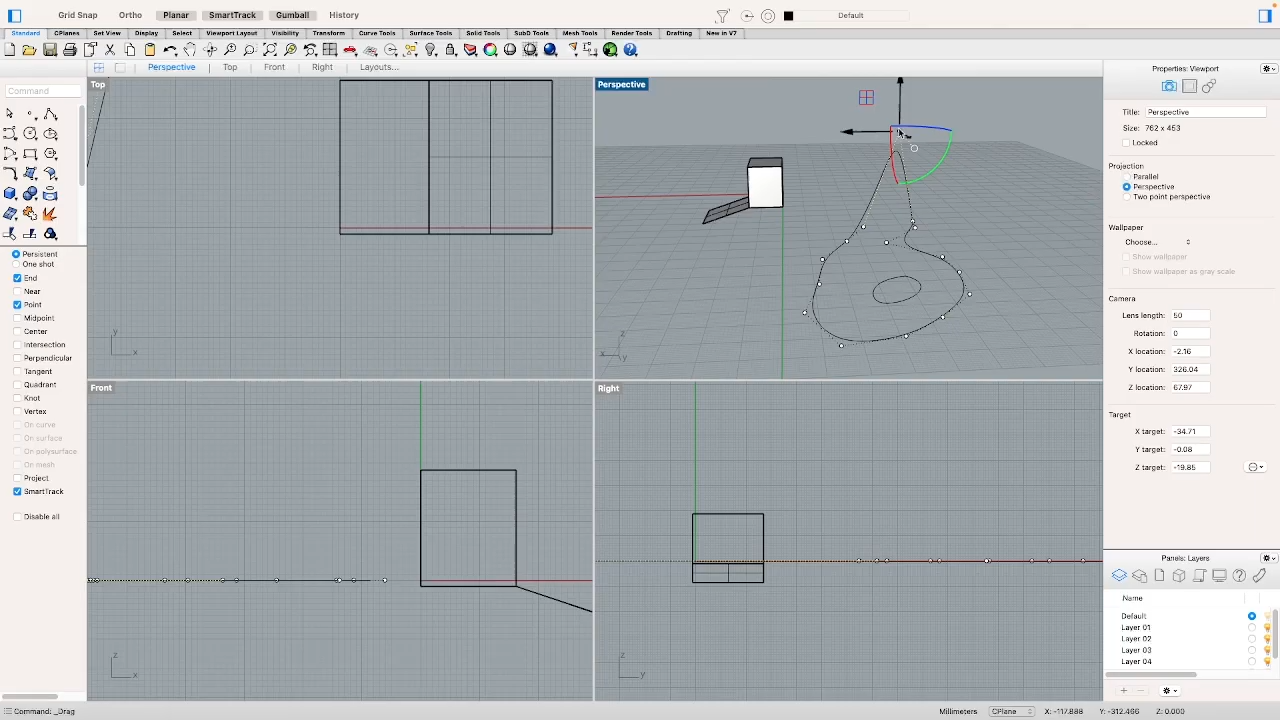 Grid Snap Ortho Planar SmartTrack Gumball History Default
Standard CPlanes Set View Display Select Viewport Layout Visibility Transform Curve Tools Surface Tools Solid Tools SubD Tools Mesh Tools Render Tools Drafting New in V7
Perspective Top Front Right Layouts...
Command
Persistent
One shot
End
Near
Point
Midpoint
Center
Intersection
Perpendicular
Tangent
Quadrant
Knot
Vertex
On curve
On surface
On polysurface
On mesh
Project
SmartTrack
Disable all
Top
y
x
Perspective
z
x
y
Front
z
x
Right
z
y
Properties: Viewport
Title: Perspective
Size: 762 x 453
Locked
Projection
Parallel
Perspective
Two point perspective
Wallpaper
Choose...
Show wallpaper
Show wallpaper as gray scale
Camera
Lens length: 50
Rotation: 0
X location: -2.16
Y location: 326.04
Z location: 67.97
Target
X target: -34.71
Y target: -0.08
Z target: -19.85
Panels: Layers
Name
Default
Layer 01
Layer 02
Layer 03
Layer 04
Command: _Drag
Millimeters CPlane X: -117.888 Y: -312.466 Z: 0.000